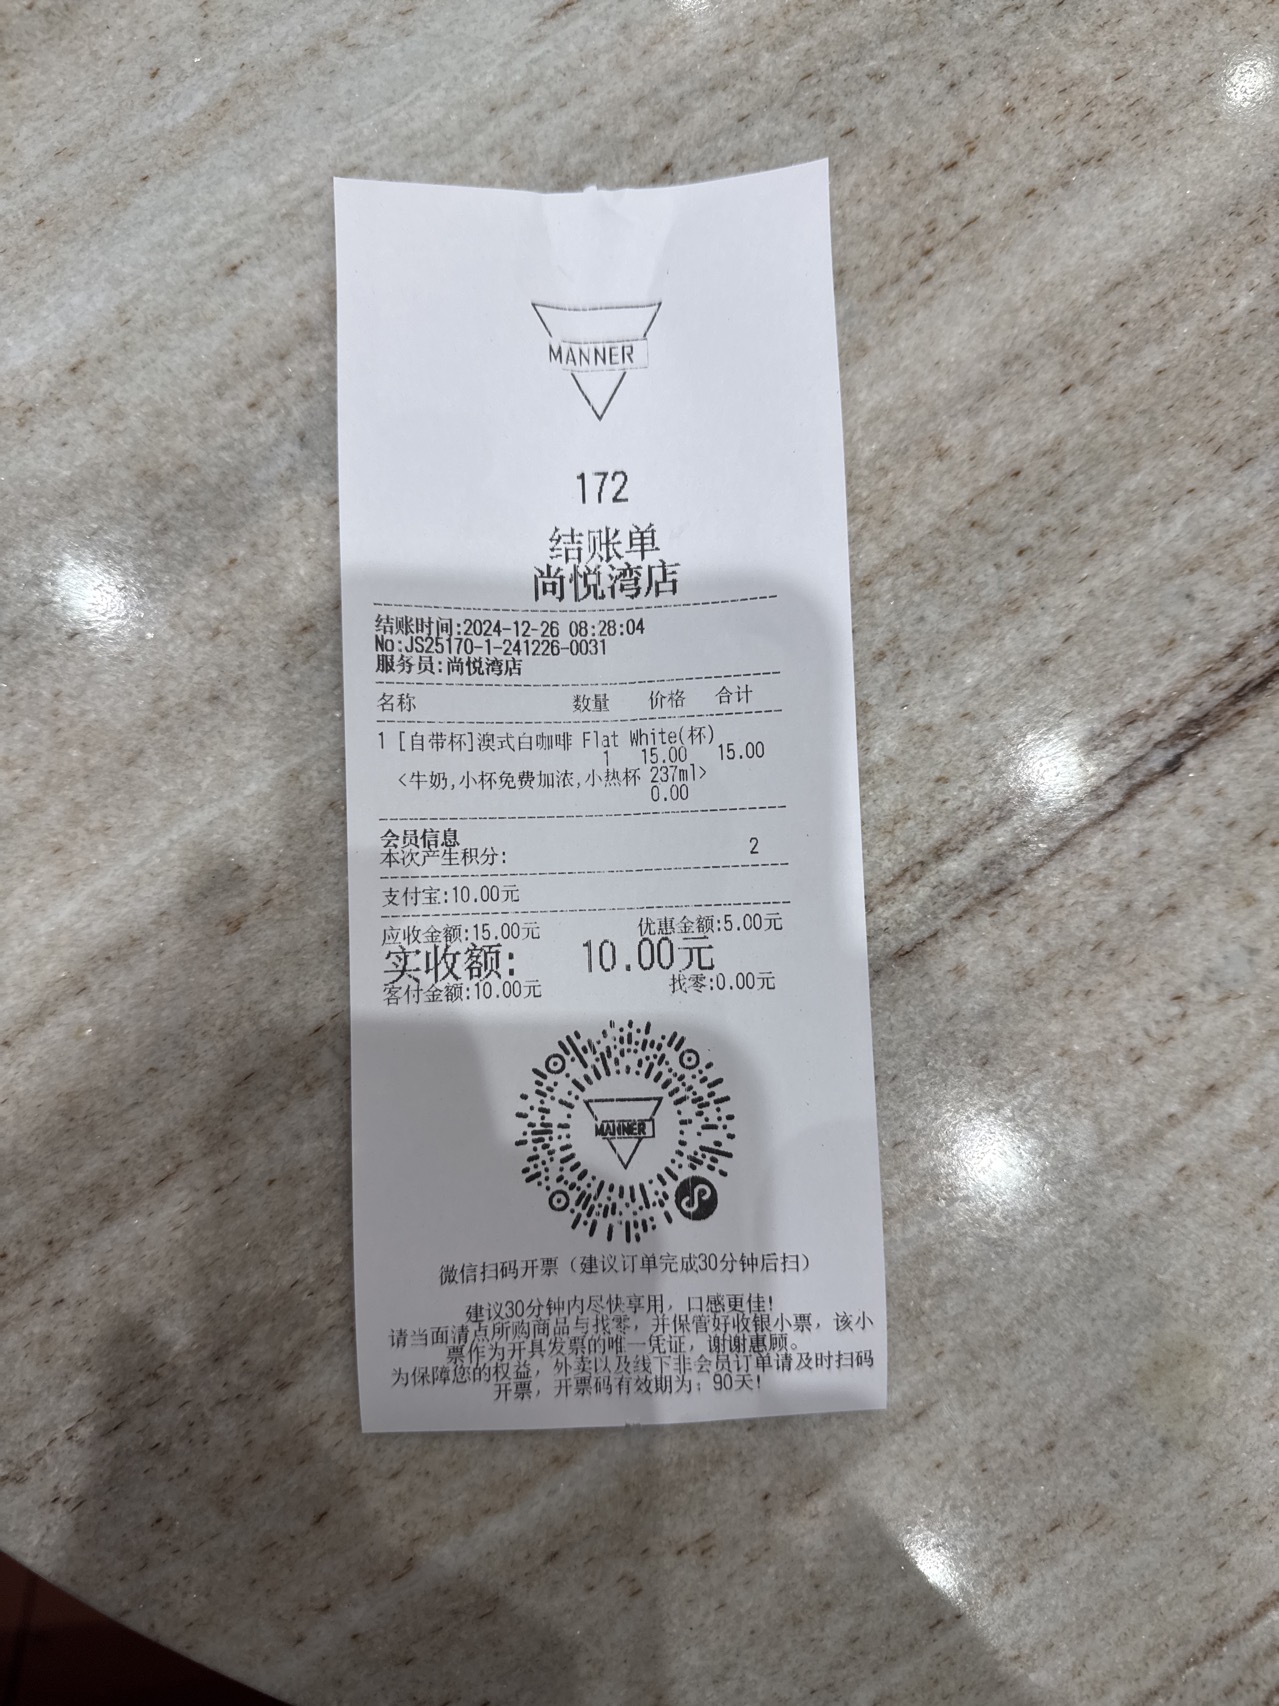 MANNER
172
结账单
尚悦湾店
结账时间:2024-12-26 08:28:04
No:JS25170-1-241226-0031
服务员:尚悦湾店
名称 数量 价格 合计
1 [自带杯]澳式白咖啡 Flat White(杯)
1 15.00 15.00
<牛奶,小杯免费加浓,小热杯 237ml>
0.00
会员信息
本次产生积分: 2
支付宝:10.00元
应收金额:15.00元 优惠金额:5.00元
实收额: 10.00元
客付金额:10.00元 找零:0.00元
MANNER
微信扫码开票（建议订单完成30分钟后扫）
建议30分钟内尽快享用，口感更佳!
请当面清点所购商品与找零，并保管好收银小票，该小
票作为开具发票的唯一凭证，谢谢惠顾。
为保障您的权益，外卖以及线下非会员订单请及时扫码
开票，开票码有效期为：90天!